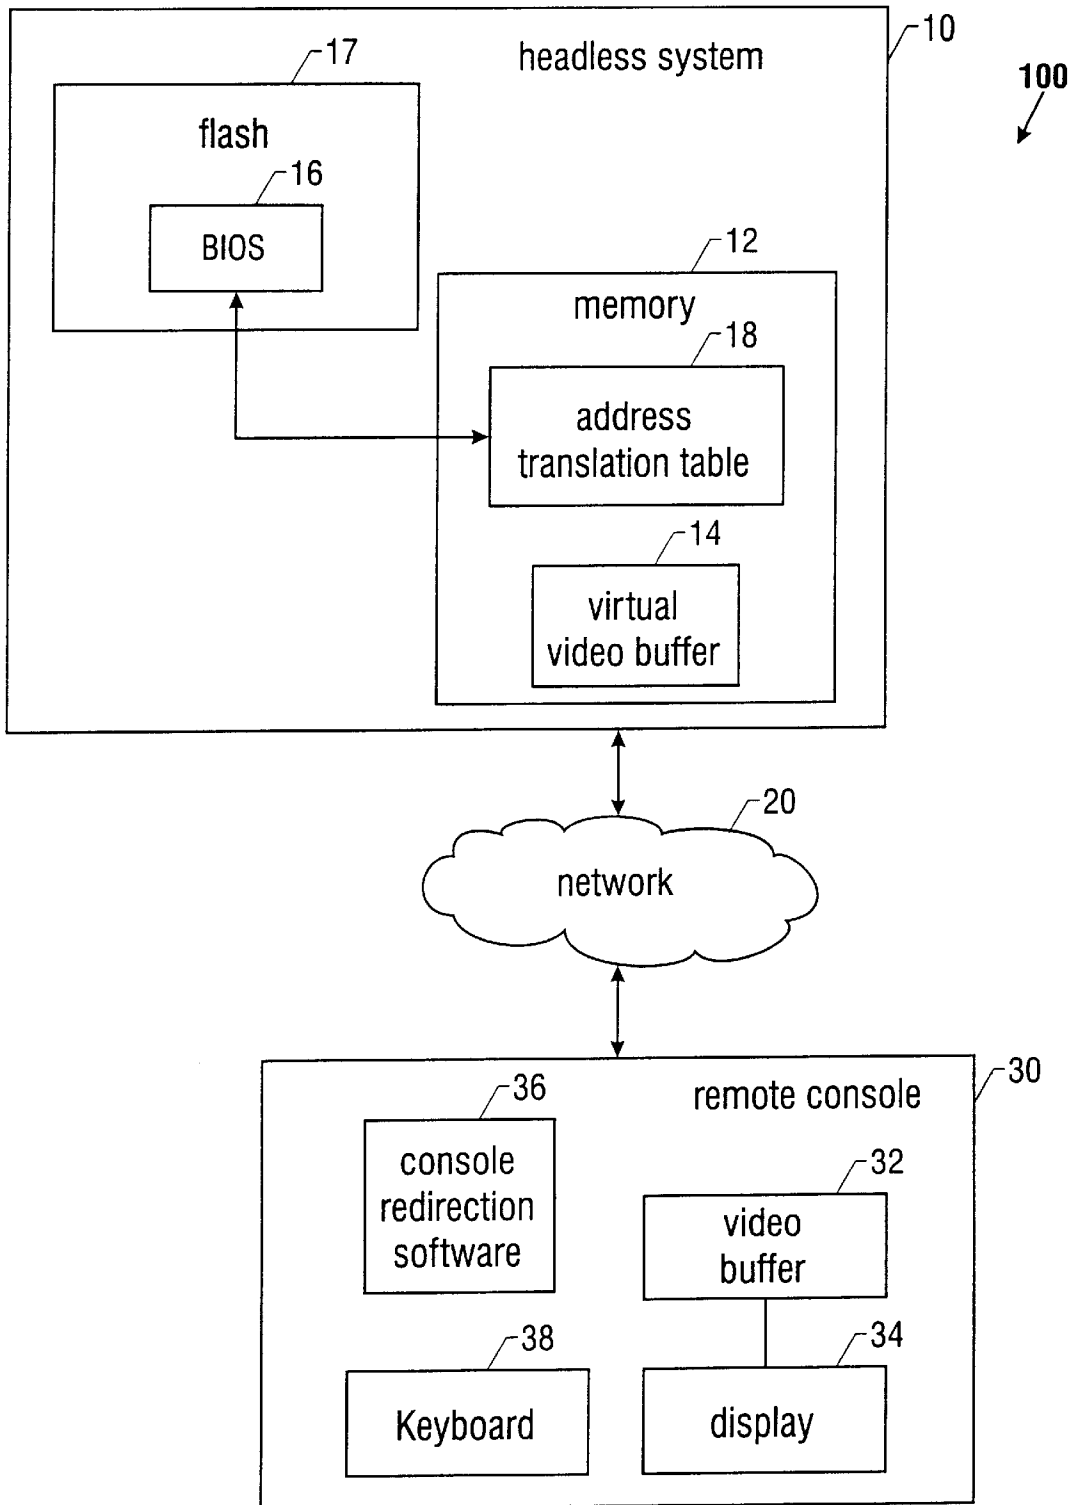 headless system
10
100
17
flash
16
BIOS
12
memory
18
address
translation table
14
virtual
video buffer
20
network
30
remote console
36
console
redirection
software
32
video
buffer
38
Keyboard
34
display